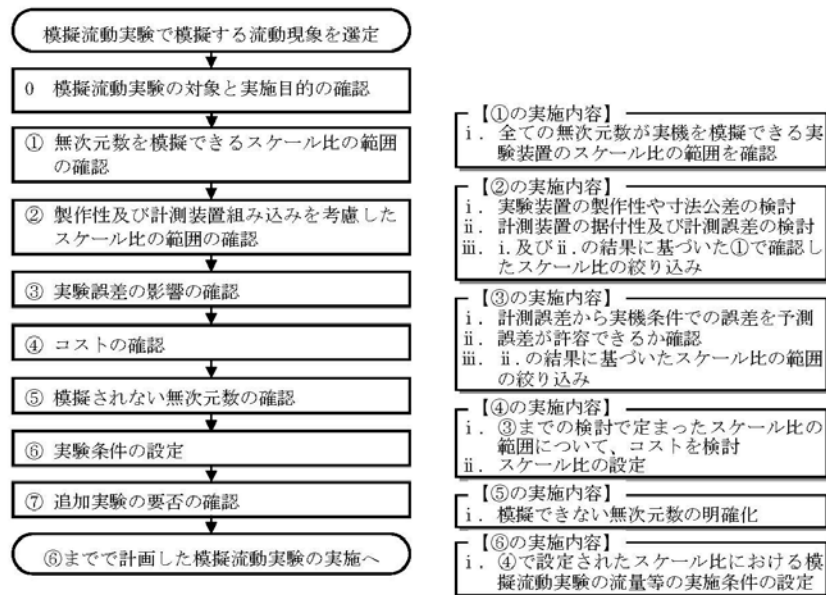 模擬流動実験で模擬する流動現象を選定
0 模擬流動実験の対象と実施目的の確認
① 無次元数を模擬できるスケール比の範囲
の確認
② 製作性及び計測装置組み込みを考慮した
スケール比の範囲の確認
③ 実験誤差の影響の確認
④ コストの確認
⑤ 模擬されない無次元数の確認
⑥ 実験条件の設定
⑦ 追加実験の要否の確認
⑥までで計画した模擬流動実験の実施へ
【①の実施内容】
ⅰ. 全ての無次元数が実機を模擬できる実
験装置のスケール比の範囲を確認
【②の実施内容】
ⅰ. 実験装置の製作性や寸法公差の検討
ⅱ. 計測装置の据付性及び計測誤差の検討
ⅲ. ⅰ.及びⅱ.の結果に基づいた①で確認し
たスケール比の絞り込み
【③の実施内容】
ⅰ. 計測誤差から実機条件での誤差を予測
ⅱ. 誤差が許容できるか確認
ⅲ. ⅱ.の結果に基づいたスケール比の範囲
の絞り込み
【④の実施内容】
ⅰ. ③までの検討で定まったスケール比の
範囲について、コストを検討
ⅱ. スケール比の設定
【⑤の実施内容】
ⅰ. 模擬できない無次元数の明確化
【⑥の実施内容】
ⅰ. ④で設定されたスケール比における模
擬流動実験の流量等の実施条件の設定